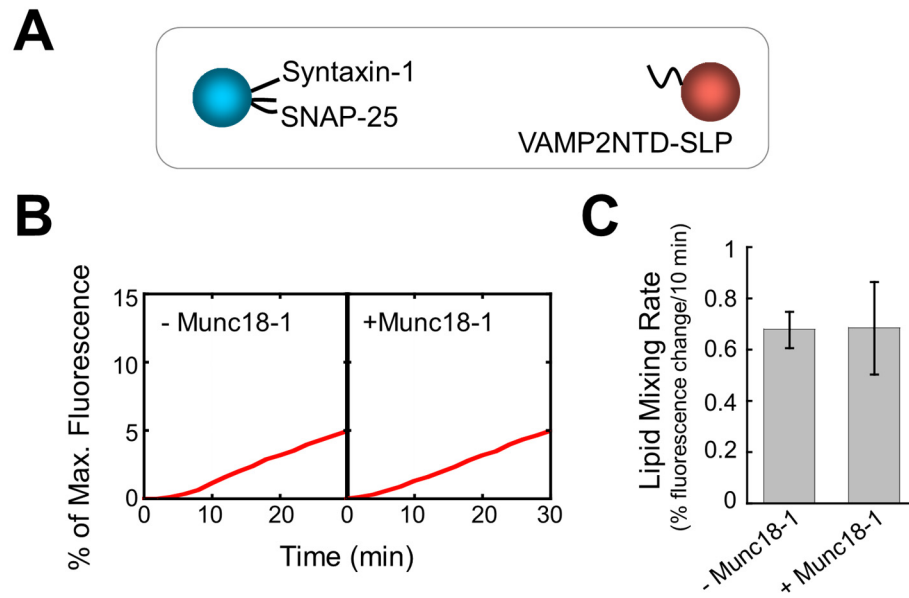 A
Syntaxin-1
SNAP-25
VAMP2NTD-SLP
B
% of Max. Fluorescence
15
10
5
0
- Munc18-1
+Munc18-1
0 10 20 0 10 20 30
Time (min)
C
Lipid Mixing Rate
(% fluorescence change/10 min)
1
0.8
0.6
0.4
0.2
0
- Munc18-1
+ Munc18-1